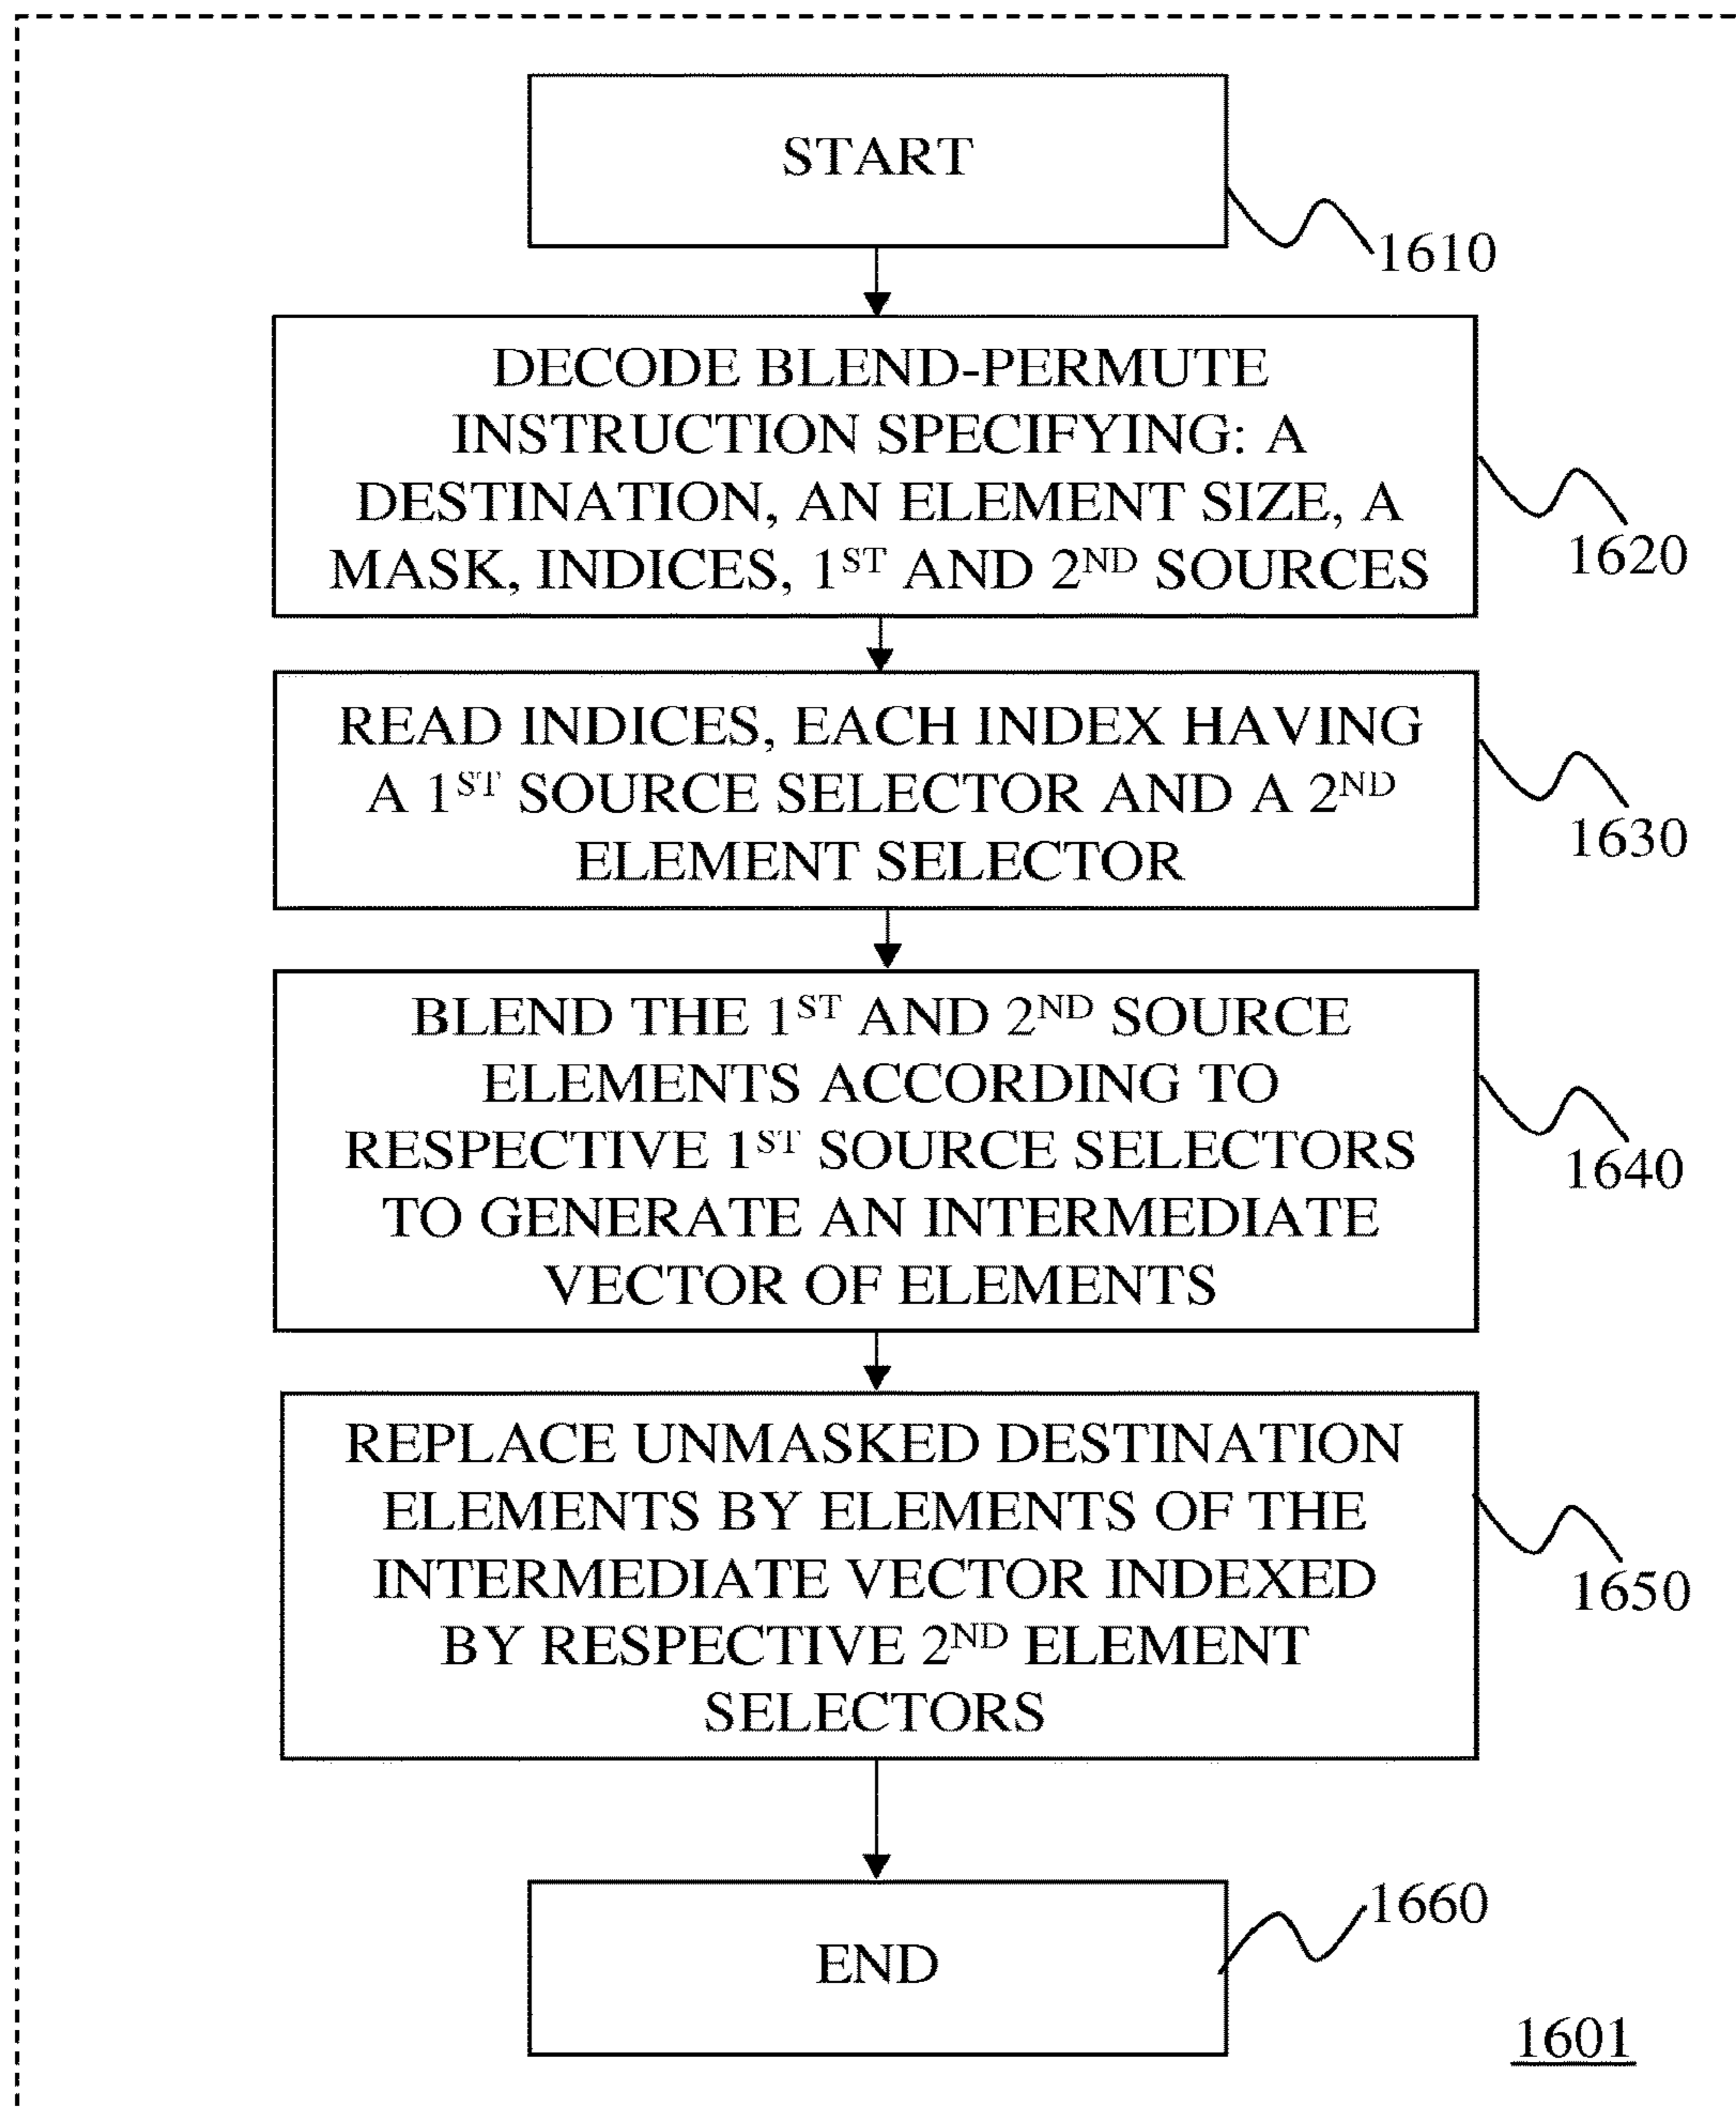 START
1610
DECODE BLEND-PERMUTE
INSTRUCTION SPECIFYING: A
DESTINATION, AN ELEMENT SIZE, A
MASK, INDICES, 1ST AND 2ND SOURCES
1620
READ INDICES, EACH INDEX HAVING
A 1ST SOURCE SELECTOR AND A 2ND
ELEMENT SELECTOR
1630
BLEND THE 1ST AND 2ND SOURCE
ELEMENTS ACCORDING TO
RESPECTIVE 1ST SOURCE SELECTORS
TO GENERATE AN INTERMEDIATE
VECTOR OF ELEMENTS
1640
REPLACE UNMASKED DESTINATION
ELEMENTS BY ELEMENTS OF THE
INTERMEDIATE VECTOR INDEXED
BY RESPECTIVE 2ND ELEMENT
SELECTORS
1650
END
1660
1601